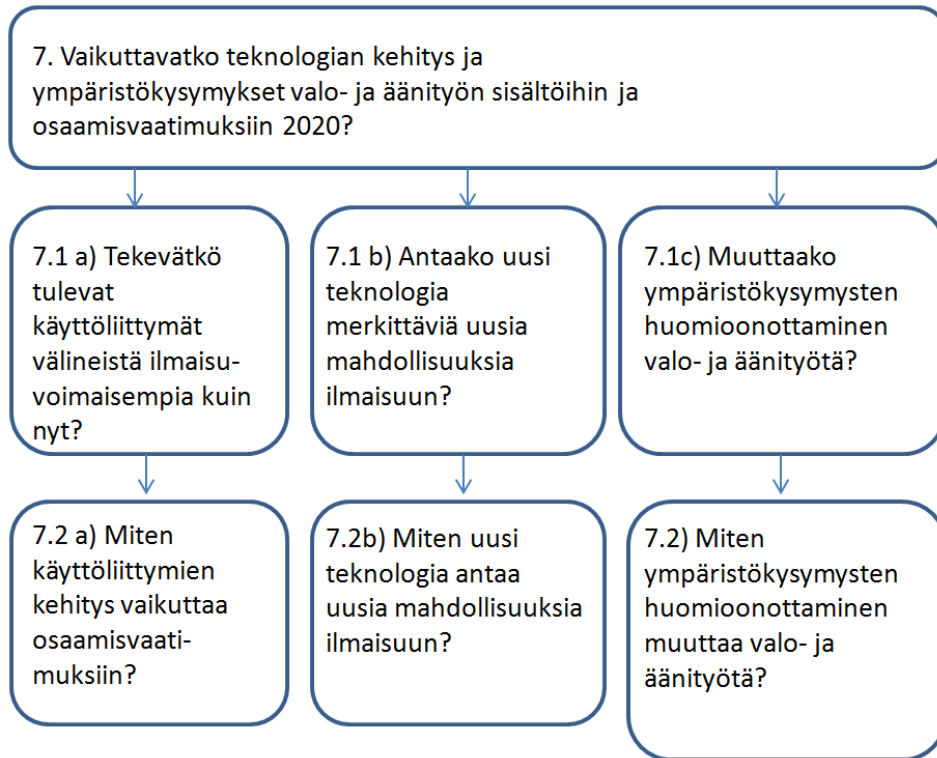 7. Vaikuttavatko teknologian kehitys ja
ympäristökysymykset valo- ja äänityön sisältöihin ja
osaamisvaatimuksiin 2020?
7.1 a) Tekevätkö
tulevat
käyttöliittymät
välineistä ilmaisu-
voimaisempia kuin
nyt?
7.1 b) Antaako uusi
teknologia
merkittäviä uusia
mahdollisuuksia
ilmaisuun?
7.1c) Muuttaako
ympäristökysymysten
huomioonottaminen
valo- ja äänityötä?
7.2 a) Miten
käyttöliittymien
kehitys vaikuttaa
osaamisvaati-
muksiin?
7.2b) Miten uusi
teknologia antaa
uusia mahdollisuuksia
ilmaisuun?
7.2) Miten
ympäristökysymysten
huomioonottaminen
muuttaa valo- ja
äänityötä?